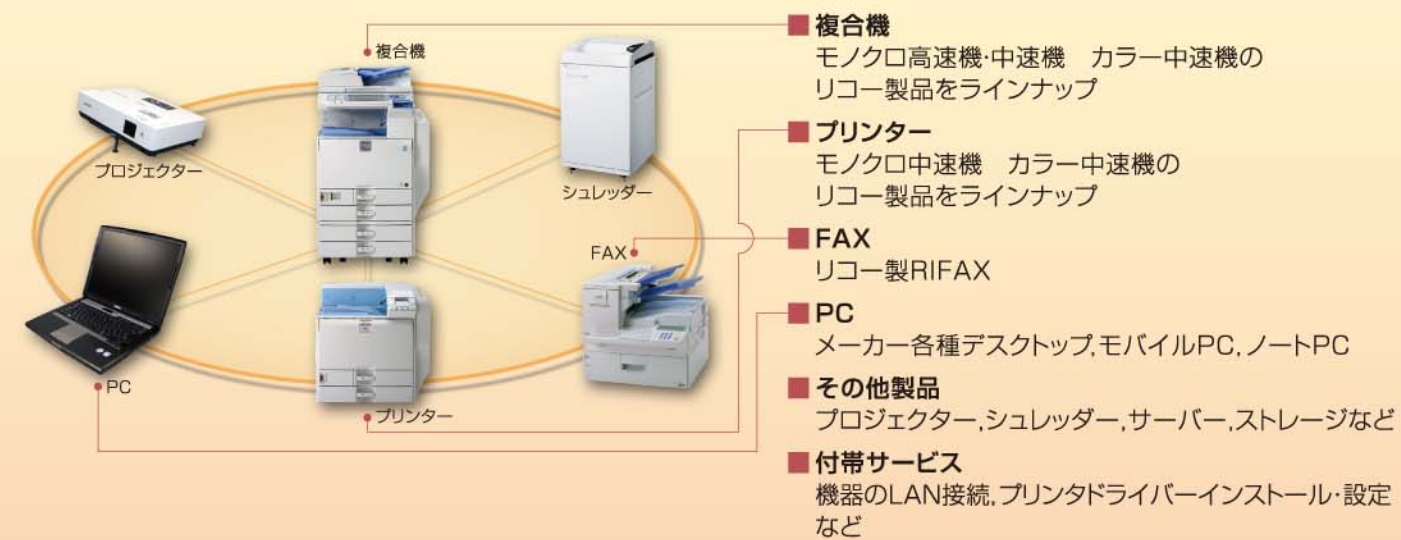 複合機
プロジェクター
シュレッダー
FAX
PC
プリンター
■ 複合機
モノクロ高速機・中速機　カラー中速機の
リコー製品をラインナップ
■ プリンター
モノクロ中速機　カラー中速機の
リコー製品をラインナップ
■ FAX
リコー製RIFAX
■ PC
メーカー各種デスクトップ,モバイルPC,ノートPC
■ その他製品
プロジェクター,シュレッダー,サーバー,ストレージなど
■ 付帯サービス
機器のLAN接続,プリンタドライバーインストール・設定
など